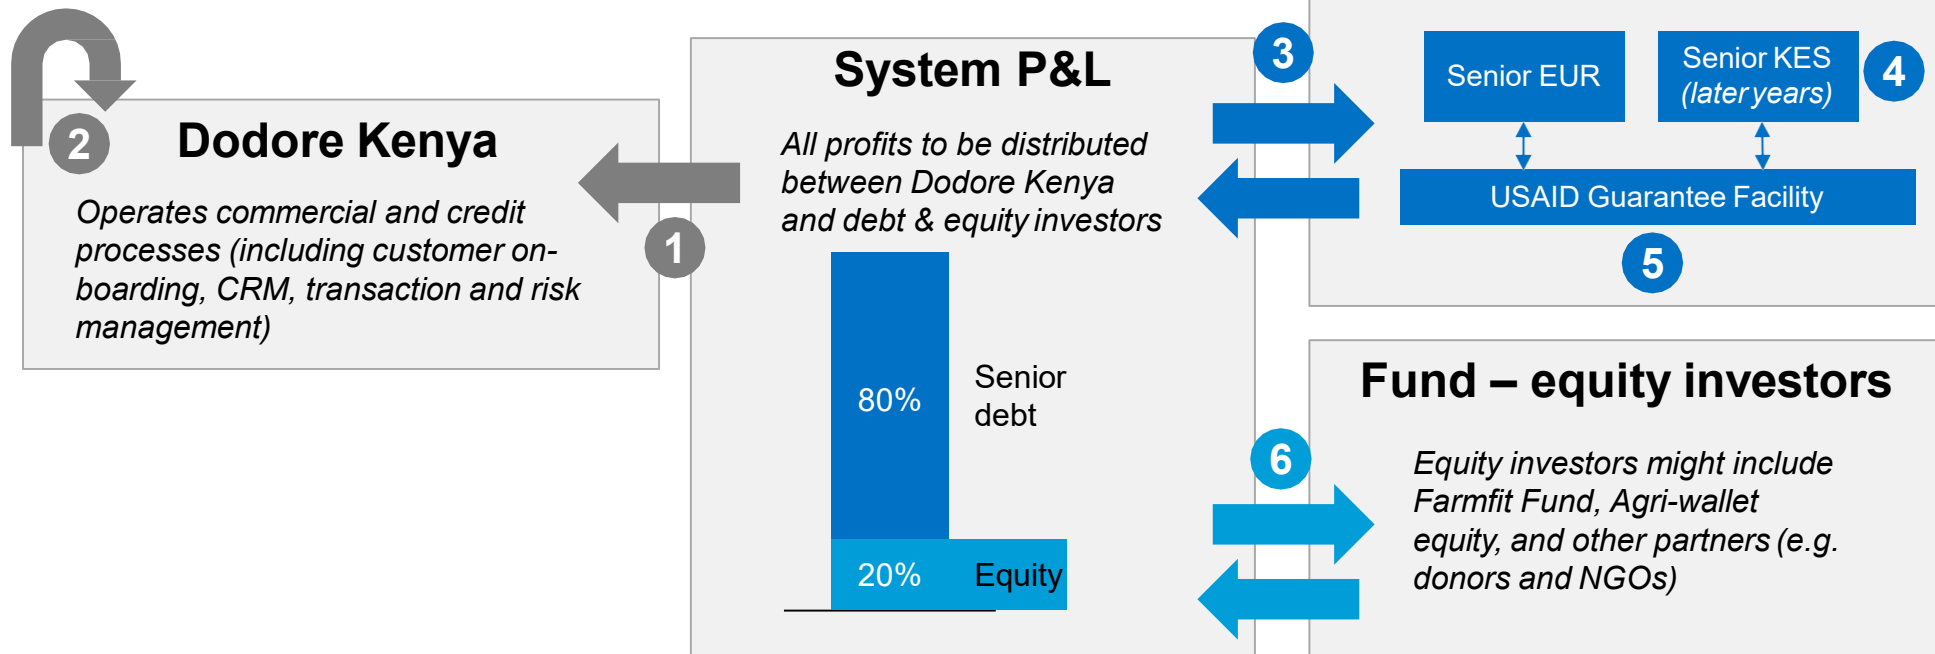 2
Dodore Kenya
Operates commercial and credit
processes (including customer on-
boarding, CRM, transaction and risk
management)
1
System P&L
All profits to be distributed
between Dodore Kenya
and debt & equity investors
80%
Senior
debt
20%
Equity
3
Senior EUR
Senior KES
(later years)
4
USAID Guarantee Facility
5
Fund – equity investors
6
Equity investors might include
Farmfit Fund, Agri-wallet
equity, and other partners (e.g.
donors and NGOs)